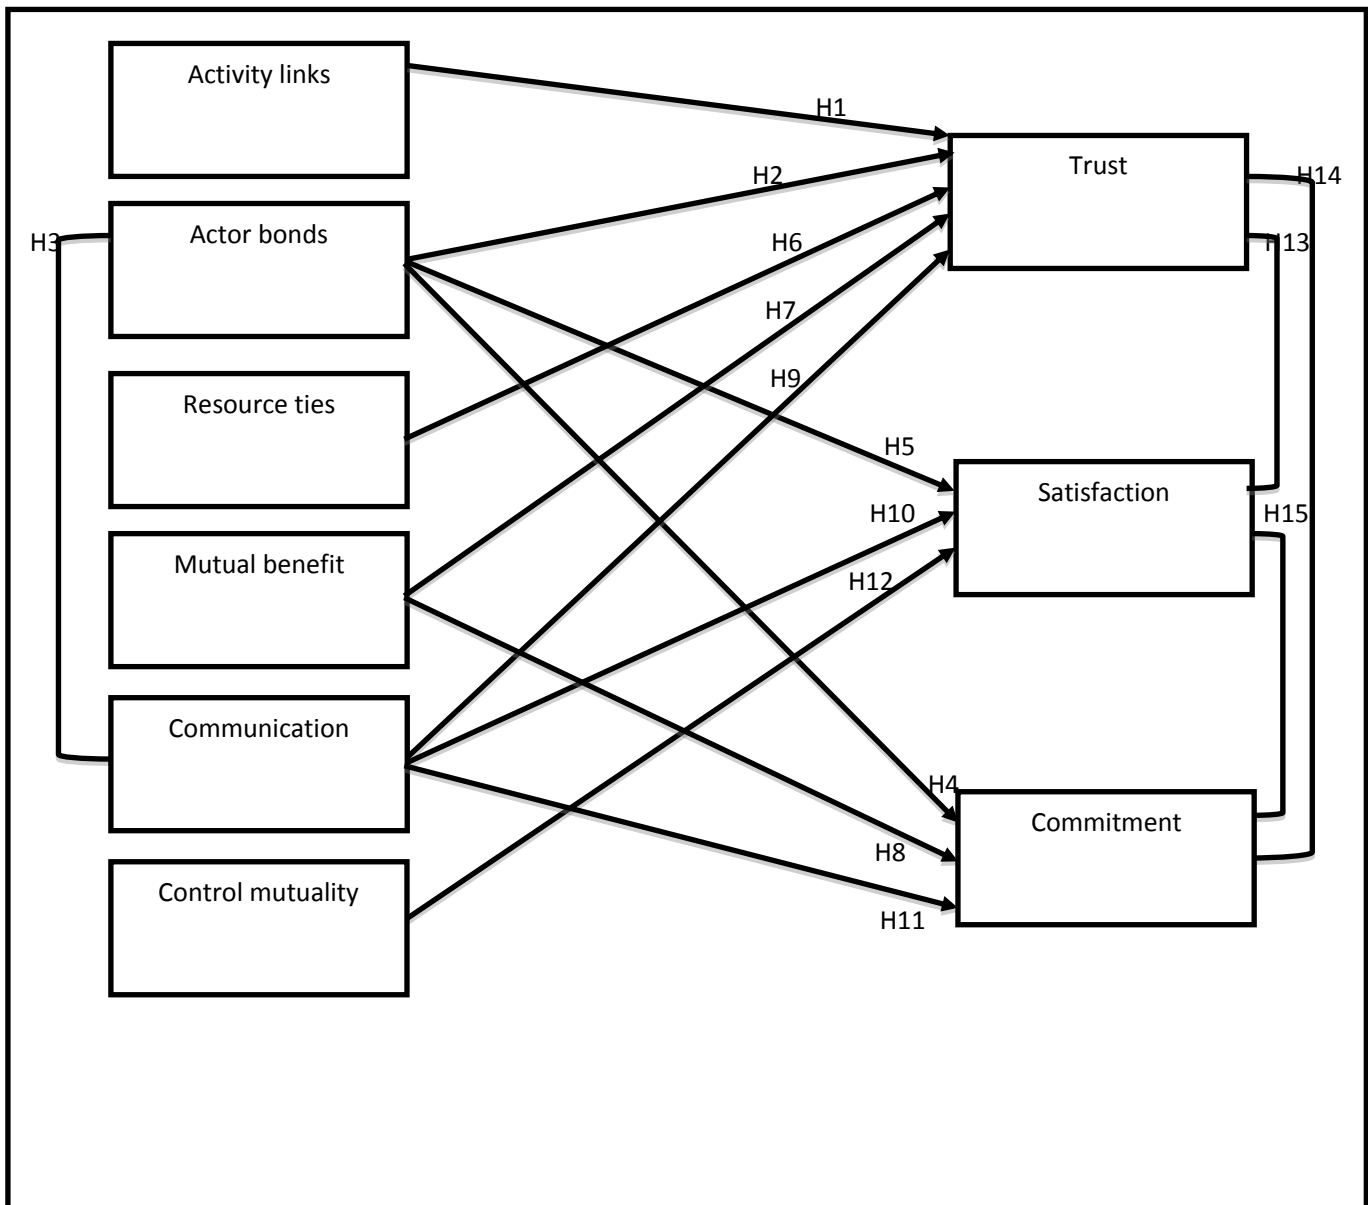 Activity links
H1
Trust
H2
H14
Actor bonds
H3
H6
H13
H7
H9
Resource ties
H5
Satisfaction
H10
H15
Mutual benefit
H12
Communication
H4
Commitment
H8
Control mutuality
H11